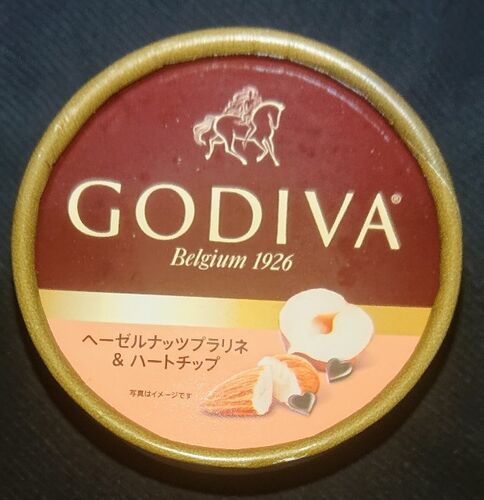 GODIVA®
Belgium 1926
ヘーゼルナッツプラリネ
& ハートチップ
写真はイメージです